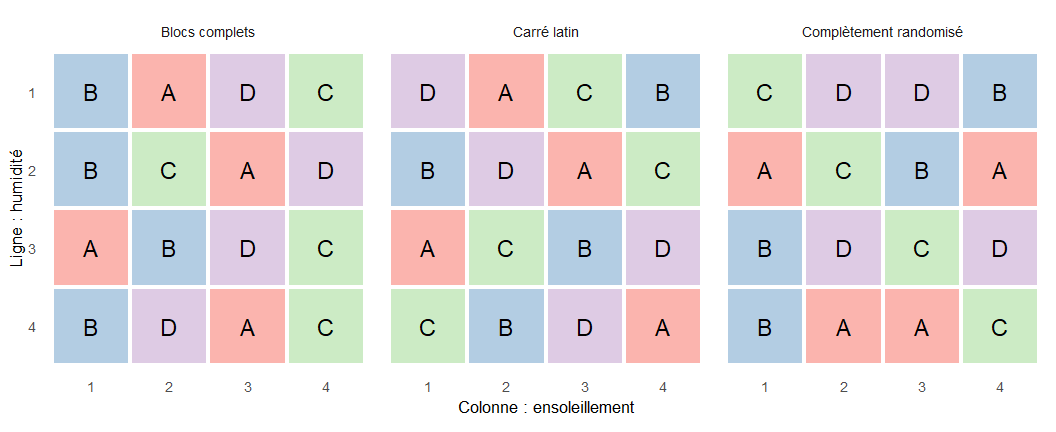 Blocs complets Carré latin Complètement randomisé
Ligne : humidité
1 B A D C D A C B C D D B
2 B C A D B D A C A C B A
3 A B D C A C B D B D C D
4 B D A C C B D A B A A C
1 2 3 4 1 2 3 4 1 2 3 4
Colonne : ensoleillement